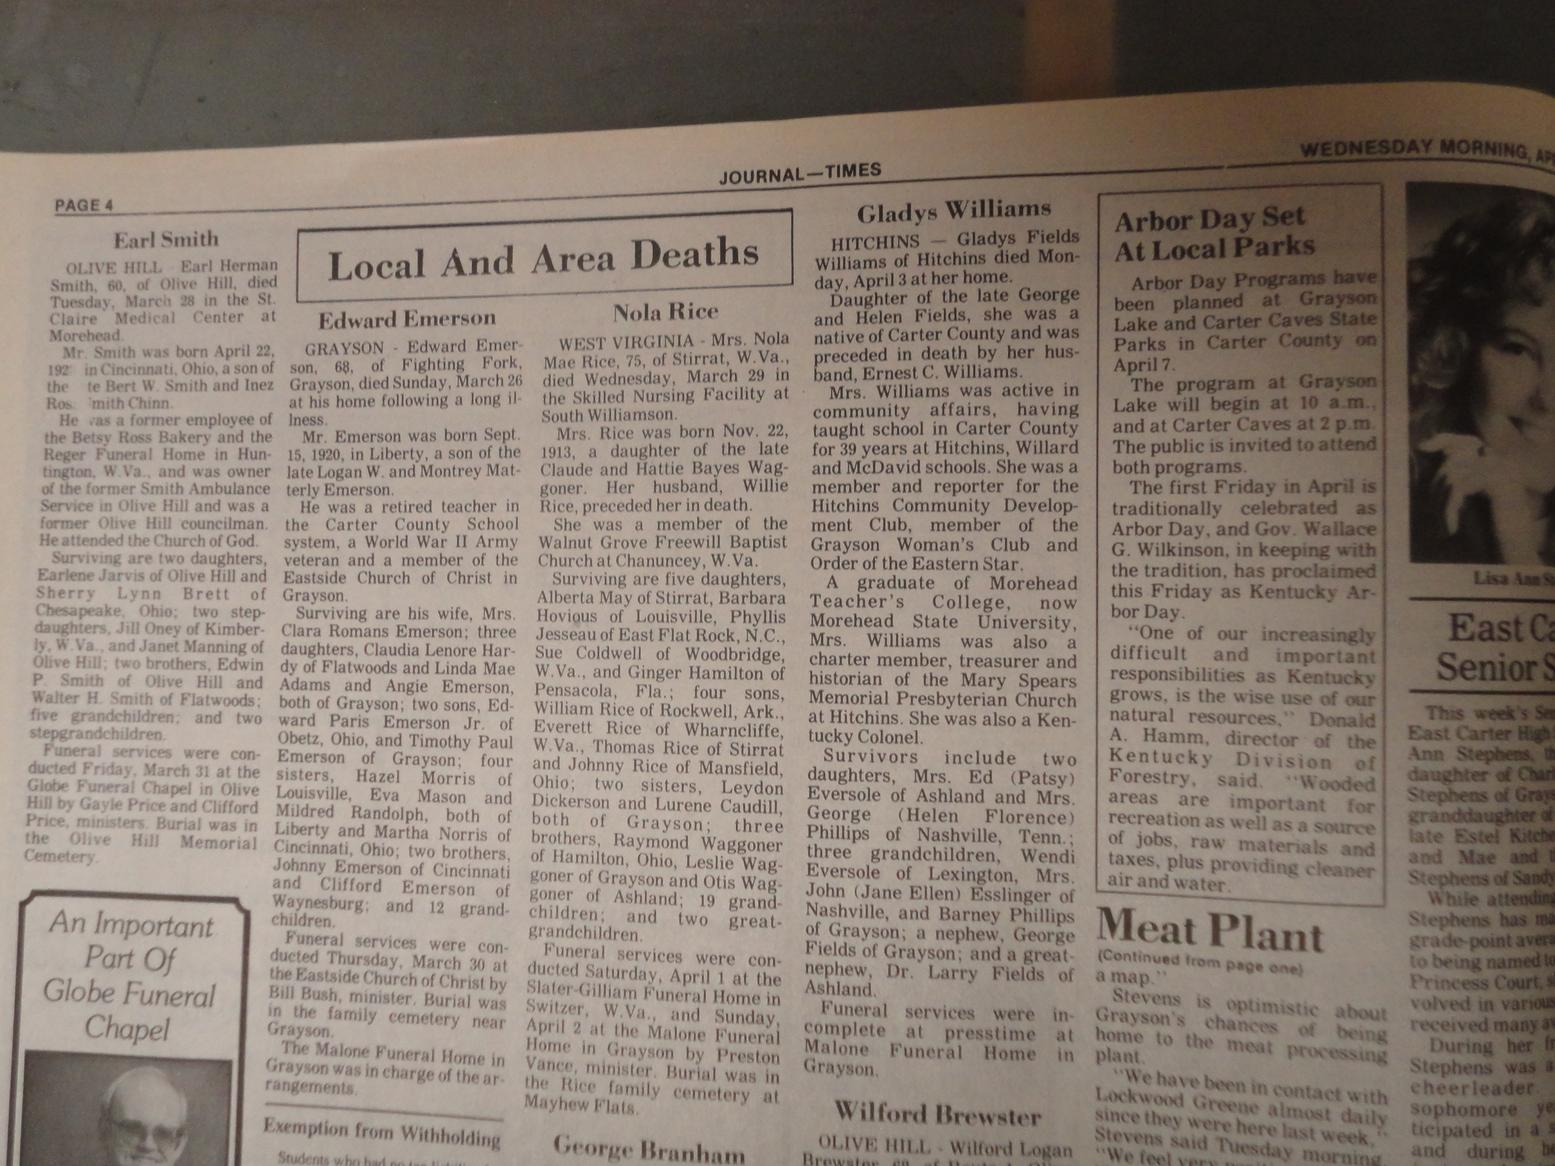 PAGE 4
JOURNAL—TIMES
WEDNESDAY MORNING,
Earl Smith
OLIVE HILL - Earl Herman
Smith, 60, of Olive Hill, died
Tuesday, March 28 in the St.
Claire Medical Center at
Morehead.
Mr. Smith was born April 22,
192 in Cincinnati, Ohio, a son of
the te Bert W. Smith and Inez
Ros mith Chinn.
He was a former employee of
the Betsy Ross Bakery and the
Reger Funeral Home in Hun-
tington, W.Va., and was owner
of the former Smith Ambulance
Service in Olive Hill and was a
former Olive Hill councilman.
He attended the Church of God.
Surviving are two daughters,
Earlene Jarvis of Olive Hill and
Sherry Lynn Brett of
Chesapeake, Ohio; two step-
daughters, Jill Oney of Kimber-
ly, W.Va., and Janet Manning of
Olive Hill; two brothers, Edwin
P. Smith of Olive Hill and
Walter H. Smith of Flatwoods;
five grandchildren; and two
stepgrandchildren.
Funeral services were con-
ducted Friday, March 31 at the
Globe Funeral Chapel in Olive
Hill by Gayle Price and Clifford
Price, ministers. Burial was in
the Olive Hill Memorial
Cemetery.
An Important
Part Of
Globe Funeral
Chapel
Local And Area Deaths
Edward Emerson
GRAYSON - Edward Emer-
son, 68, of Fighting Fork,
Grayson, died Sunday, March 26
at his home following a long il-
lness.
Mr. Emerson was born Sept.
15, 1920, in Liberty, a son of the
late Logan W. and Montrey Mat-
terly Emerson.
He was a retired teacher in
the Carter County School
system, a World War II Army
veteran and a member of the
Eastside Church of Christ in
Grayson.
Surviving are his wife, Mrs.
Clara Romans Emerson; three
daughters, Claudia Lenore Har-
dy of Flatwoods and Linda Mae
Adams and Angie Emerson,
both of Grayson; two sons, Ed-
ward Paris Emerson Jr. of
Obetz, Ohio, and Timothy Paul
Emerson of Grayson; four
sisters, Hazel Morris of
Louisville, Eva Mason and
Mildred Randolph, both of
Liberty and Martha Norris of
Cincinnati, Ohio; two brothers,
Johnny Emerson of Cincinnati
and Clifford Emerson of
Waynesburg; and 12 grand-
children.
Funeral services were con-
ducted Thursday, March 30 at
the Eastside Church of Christ by
Bill Bush, minister. Burial was
in the family cemetery near
Grayson.
The Malone Funeral Home in
Grayson was in charge of the ar-
rangements.
Exemption from Withholding
Students who had no
Nola Rice
WEST VIRGINIA - Mrs. Nola
Mae Rice, 75, of Stirrat, W.Va.,
died Wednesday, March 29 in
the Skilled Nursing Facility at
South Williamson.
Mrs. Rice was born Nov. 22,
1913, a daughter of the late
Claude and Hattie Bayes Wag-
goner. Her husband, Willie
Rice, preceded her in death.
She was a member of the
Walnut Grove Freewill Baptist
Church at Chanuncey, W.Va.
Surviving are five daughters,
Alberta May of Stirrat, Barbara
Hovious of Louisville, Phyllis
Jesseau of East Flat Rock, N.C.,
Sue Coldwell of Woodbridge,
W.Va., and Ginger Hamilton of
Pensacola, Fla.; four sons,
William Rice of Rockwell, Ark.,
Everett Rice of Wharncliffe,
W.Va., Thomas Rice of Stirrat
and Johnny Rice of Mansfield,
Ohio; two sisters, Leydon
Dickerson and Lurene Caudill,
both of Grayson; three
brothers, Raymond Waggoner
of Hamilton, Ohio, Leslie Wag-
goner of Grayson and Otis Wag-
goner of Ashland; 19 grand-
children; and two great-
grandchildren.
Funeral services were con-
ducted Saturday, April 1 at the
Slater-Gilliam Funeral Home in
Switzer, W.Va., and Sunday,
April 2 at the Malone Funeral
Home in Grayson by Preston
Vance, minister. Burial was in
the Rice family cemetery at
Mayhew Flats.
George Branham
Gladys Williams
HITCHINS — Gladys Fields
Williams of Hitchins died Mon-
day, April 3 at her home.
Daughter of the late George
and Helen Fields, she was a
native of Carter County and was
preceded in death by her hus-
band, Ernest C. Williams.
Mrs. Williams was active in
community affairs, having
taught school in Carter County
for 39 years at Hitchins, Willard
and McDavid schools. She was a
member and reporter for the
Hitchins Community Develop-
ment Club, member of the
Grayson Woman's Club and
Order of the Eastern Star.
A graduate of Morehead
Teacher's College, now
Morehead State University,
Mrs. Williams was also a
charter member, treasurer and
historian of the Mary Spears
Memorial Presbyterian Church
at Hitchins. She was also a Ken-
tucky Colonel.
Survivors include two
daughters, Mrs. Ed (Patsy)
Eversole of Ashland and Mrs.
George (Helen Florence)
Phillips of Nashville, Tenn.;
three grandchildren, Wendi
Eversole of Lexington, Mrs.
John (Jane Ellen) Esslinger of
Nashville, and Barney Phillips
of Grayson; a nephew, George
Fields of Grayson; and a great-
nephew, Dr. Larry Fields of
Ashland.
Funeral services were in-
complete at presstime at
Malone Funeral Home in
Grayson.
Wilford Brewster
OLIVE HILL - Wilford Logan
Brewster,
Arbor Day Set
At Local Parks
Arbor Day Programs have
been planned at Grayson
Lake and Carter Caves State
Parks in Carter County on
April 7.
The program at Grayson
Lake will begin at 10 a.m.,
and at Carter Caves at 2 p.m.
The public is invited to attend
both programs.
The first Friday in April is
traditionally celebrated as
Arbor Day, and Gov. Wallace
G. Wilkinson, in keeping with
the tradition, has proclaimed
this Friday as Kentucky Ar-
bor Day.
"One of our increasingly
difficult and important
responsibilities as Kentucky
grows, is the wise use of our
natural resources," Donald
A. Hamm, director of the
Kentucky Division of
Forestry, said. "Wooded
areas are important for
recreation as well as a source
of jobs, raw materials and
taxes, plus providing cleaner
air and water.
Meat Plant
(Continued from page one)
a map."
Stevens is optimistic about
Grayson's chances of being
home to the meat processing
plant.
"We have been in contact with
Lockwood Greene almost daily
since they were here last week,"
Stevens said Tuesday morning.
"We feel very
Lisa Ann
East Ca
Senior S
This week's Se
East Carter High
Ann Stephens, th
daughter of Charl
Stephens of Gray
granddaughter of
late Estel Kitche
and Mae and
Stephens of Sandy
While attending
Stephens has ma
grade-point avera
to being named to
Princess Court, s
volved in various
received many aw
During her fr
Stephens was a
cheerleader.
sophomore ye
ticipated in a s
and during